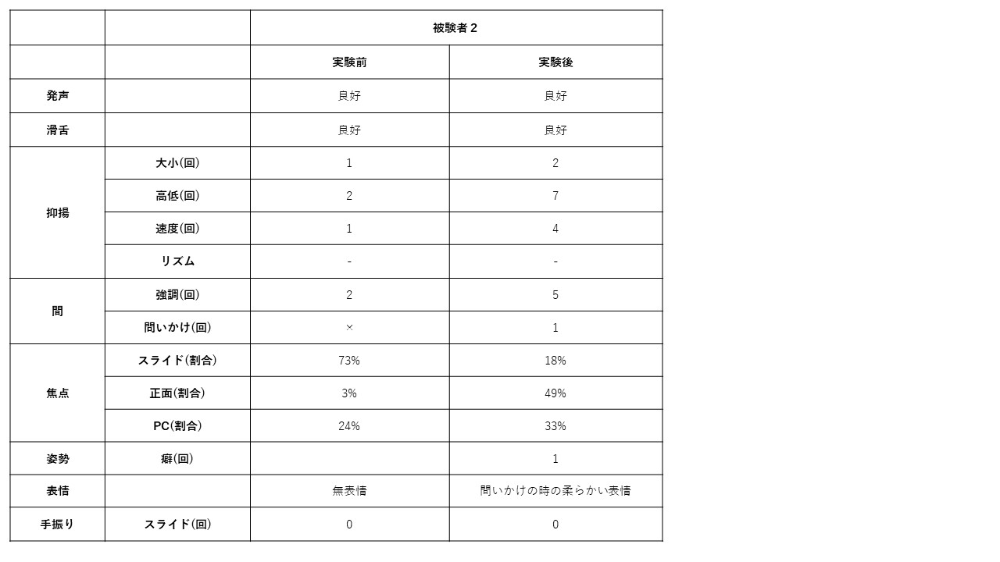 被験者2
実験前 実験後
発声 良好 良好
滑舌 良好 良好
抑揚 大小(回) 1 2
高低(回) 2 7
速度(回) 1 4
リズム - -
間 強調(回) 2 5
問いかけ(回) × 1
焦点 スライド(割合) 73% 18%
正面(割合) 3% 49%
PC(割合) 24% 33%
姿勢 癖(回) 1
表情 無表情 問いかけの時の柔らかい表情
手振り スライド(回) 0 0